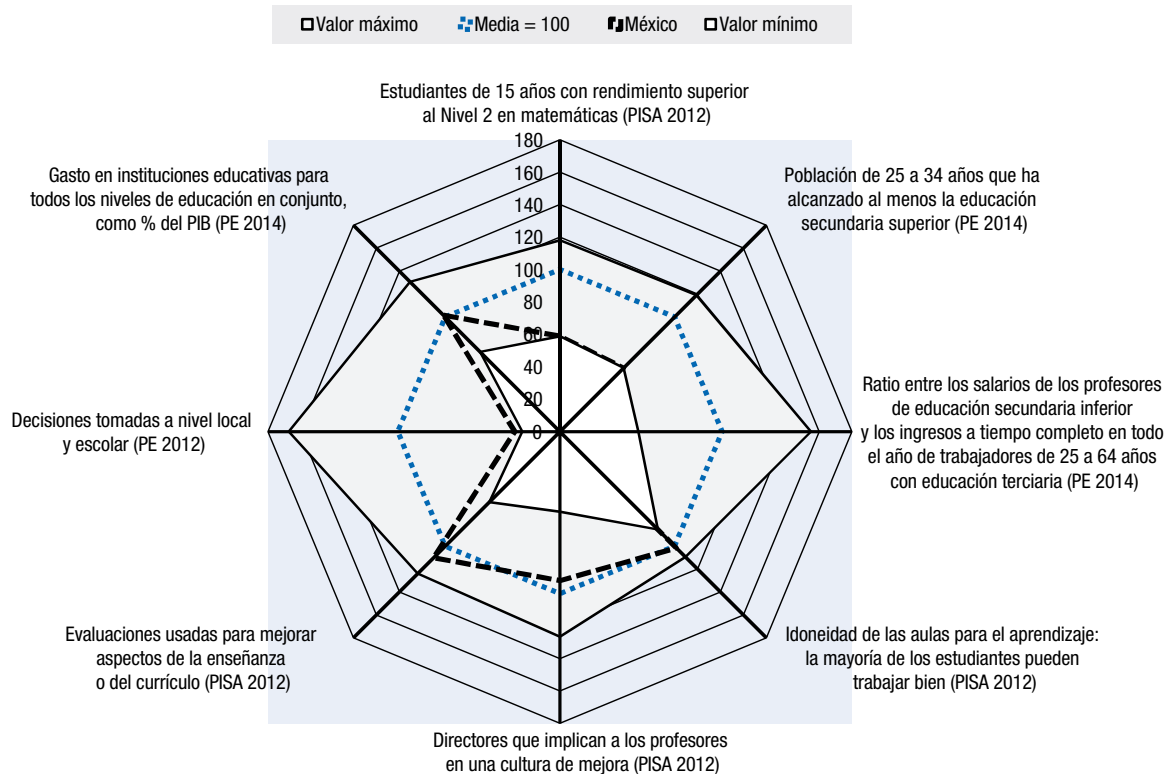 Valor máximo Media = 100 México Valor mínimo
Estudiantes de 15 años con rendimiento superior
al Nivel 2 en matemáticas (PISA 2012)
Población de 25 a 34 años que ha
alcanzado al menos la educación
secundaria superior (PE 2014)
Ratio entre los salarios de los profesores
de educación secundaria inferior
y los ingresos a tiempo completo en todo
el año de trabajadores de 25 a 64 años
con educación terciaria (PE 2014)
Idoneidad de las aulas para el aprendizaje:
la mayoría de los estudiantes pueden
trabajar bien (PISA 2012)
Directores que implican a los profesores
en una cultura de mejora (PISA 2012)
Evaluaciones usadas para mejorar
aspectos de la enseñanza
o del currículo (PISA 2012)
Decisiones tomadas a nivel local
y escolar (PE 2012)
Gasto en instituciones educativas para
todos los niveles de educación en conjunto,
como % del PIB (PE 2014)
180
160
140
120
100
80
60
40
20
0